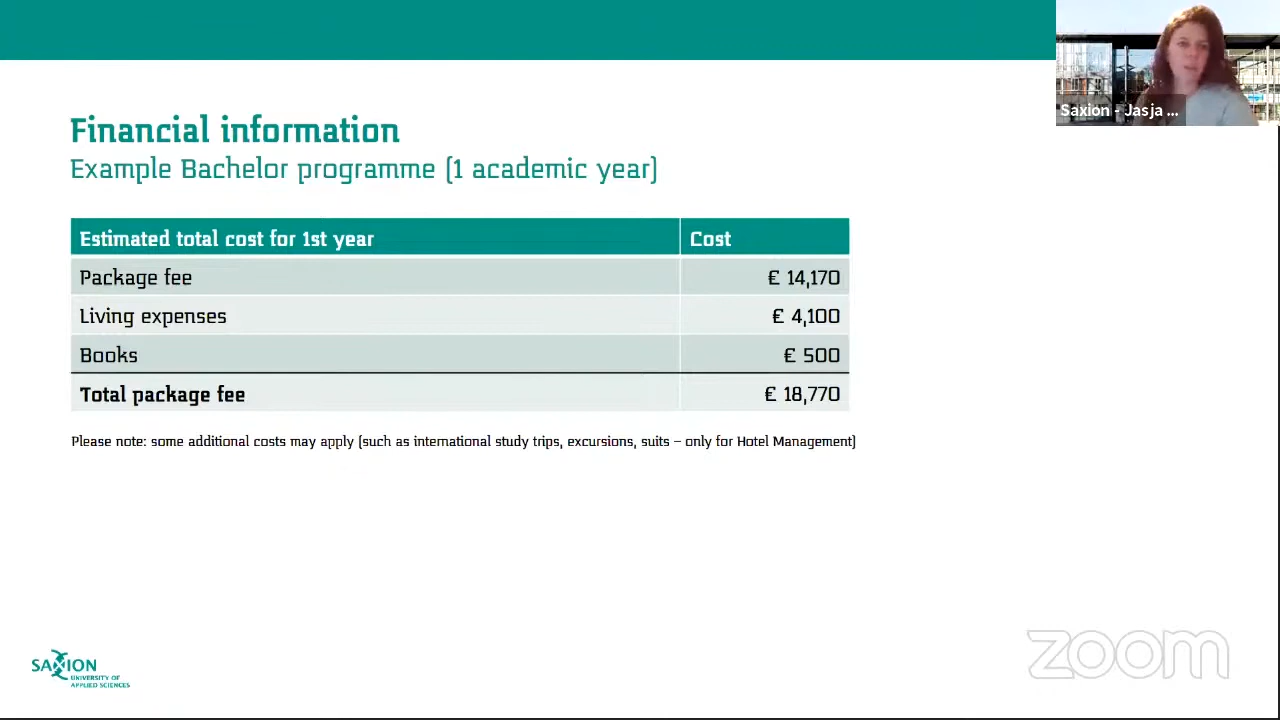 Saxion - Jasja ...
Financial information
Example Bachelor programme (1 academic year)
Estimated total cost for 1st year Cost
Package fee € 14,170
Living expenses € 4,100
Books € 500
Total package fee € 18,770
Please note: some additional costs may apply (such as international study trips, excursions, suits – only for Hotel Management)
SAXION
UNIVERSITY OF
APPLIED SCIENCES
zoom